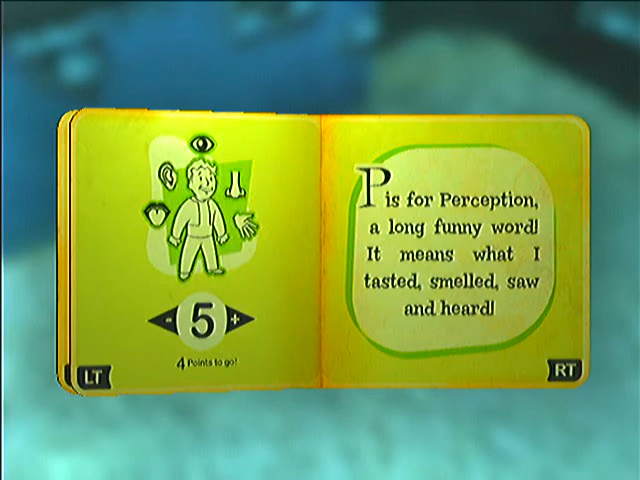 5
4 Points to go!
LT
P is for Perception,
a long funny word!
It means what I
tasted, smelled, saw
and heard!
RT